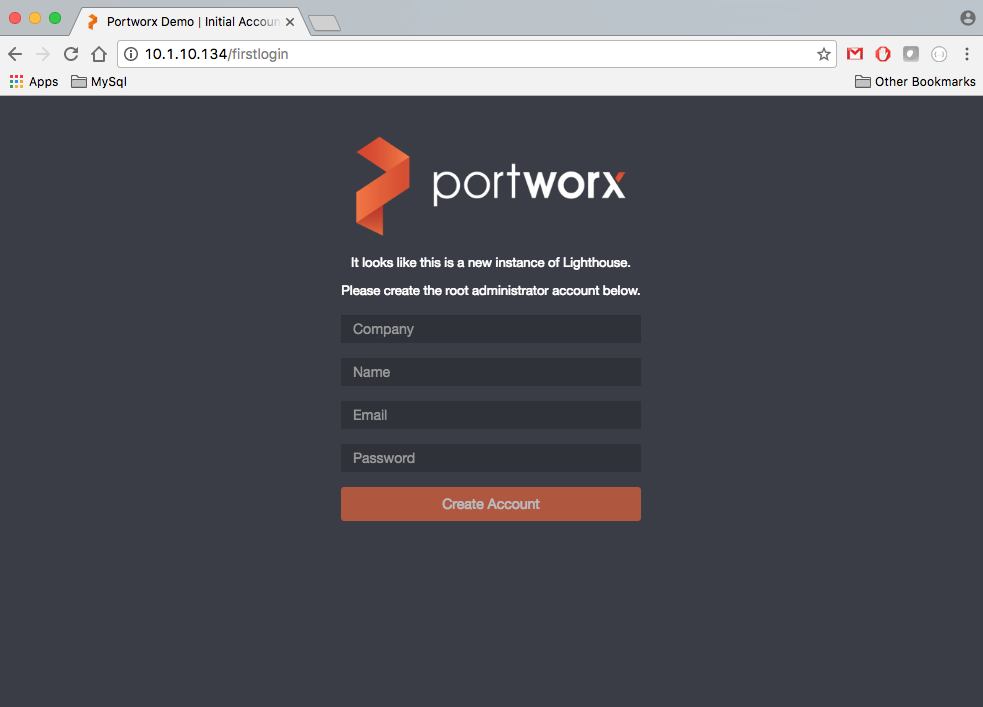 Portworx Demo | Initial Accoun
10.1.10.134/firstlogin
Apps MySql Other Bookmarks
portworx
It looks like this is a new instance of Lighthouse.
Please create the root administrator account below.
Company
Name
Email
Password
Create Account